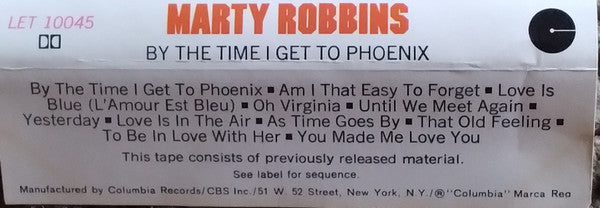 LET 10045
MARTY ROBBINS
BY THE TIME I GET TO PHOENIX
By The Time I Get To Phoenix ▪ Am I That Easy To Forget ▪ Love Is
Blue (L'Amour Est Bleu) ▪ Oh Virginia ▪ Until We Meet Again ▪
Yesterday ▪ Love Is In The Air ▪ As Time Goes By ▪ That Old Feeling ▪
To Be In Love With Her ▪ You Made Me Love You
This tape consists of previously released material.
See label for sequence.
Manufactured by Columbia Records/CBS Inc./51 W. 52 Street, New York, N.Y./®"Columbia" Marca Reg